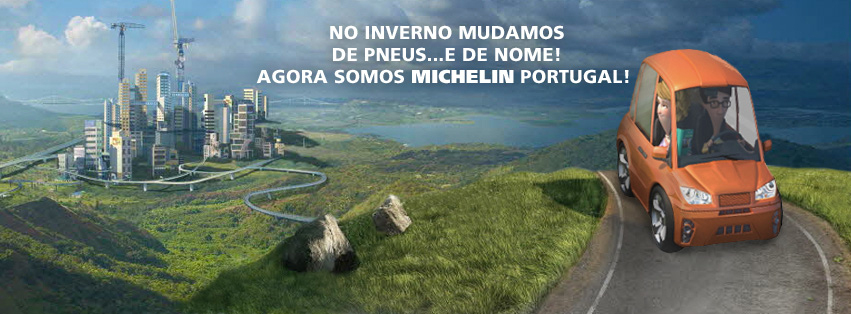 NO INVERNO MUDAMOS
DE PNEUS...E DE NOME!
AGORA SOMOS MICHELIN PORTUGAL!